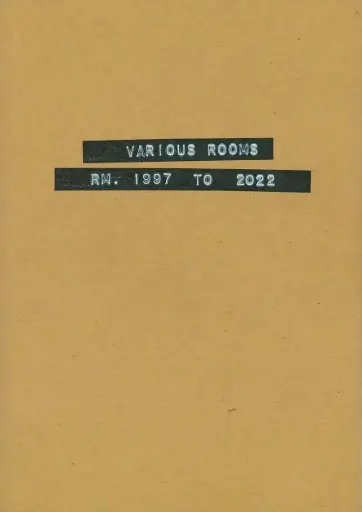 VARIOUS ROOMS
RM. 1997 TO 2022